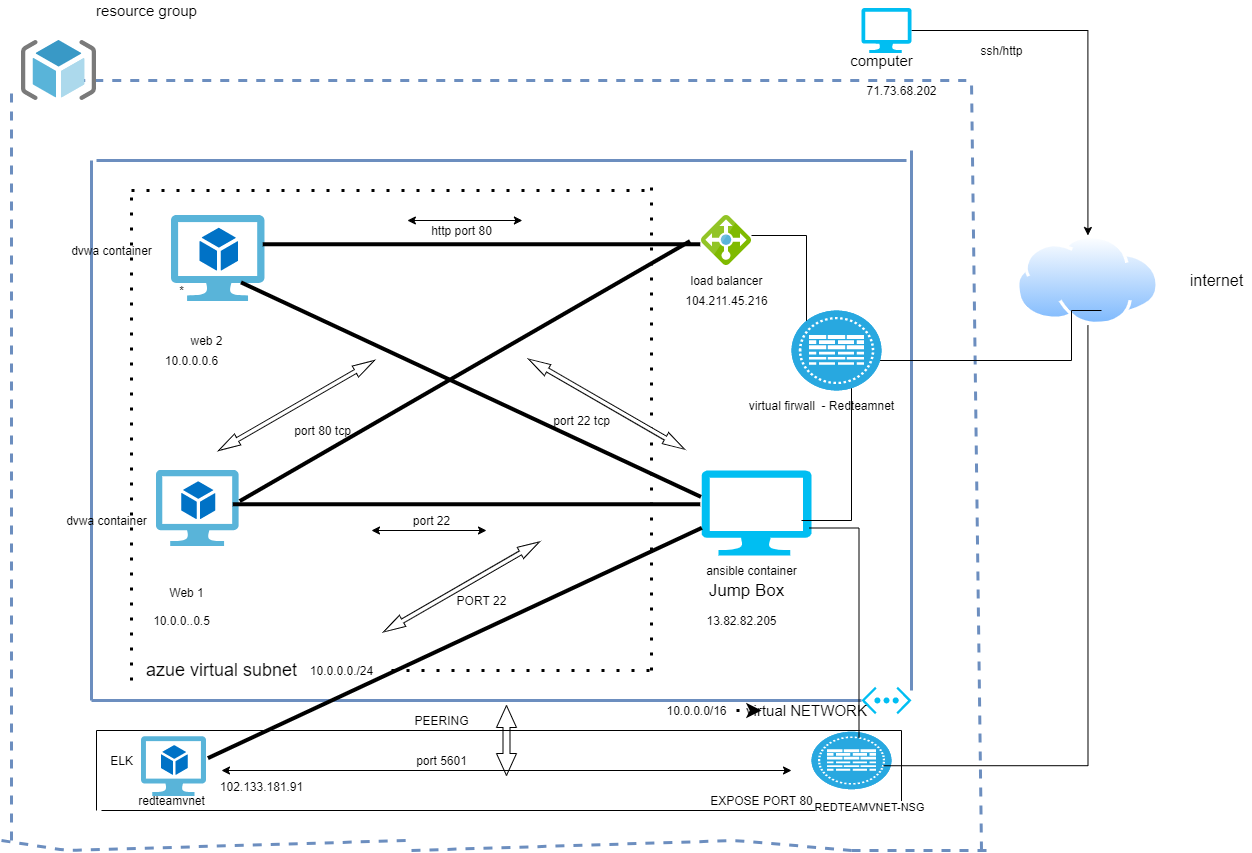 resource group
computer
71.73.68.202
ssh/http
internet
dvwa container
*
web 2
10.0.0.0.6
http port 80
load balancer
104.211.45.216
virtual firwall - Redteamnet
port 80 tcp
port 22 tcp
dvwa container
Web 1
10.0.0..0.5
port 22
PORT 22
ansible container
Jump Box
13.82.82.205
azue virtual subnet
10.0.0.0./24
10.0.0.0/16
virtual NETWORK
PEERING
ELK
redteamvnet
102.133.181.91
port 5601
EXPOSE PORT 80
REDTEAMVNET-NSG